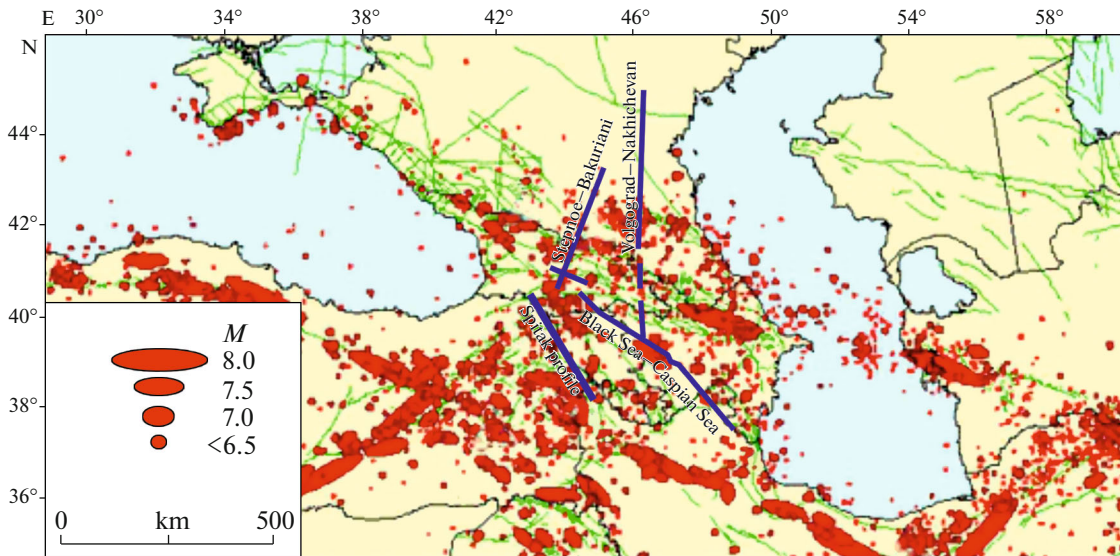 E 30° 34° 42° 46° 50° 54° 58°
N
44°
42°
40°
38°
36°
Stepnoe–Bakuriani
Volgograd–Nakhichevan
Spitak profile
Black Sea–Caspian Sea
M
8.0
7.5
7.0
<6.5
0 km 500